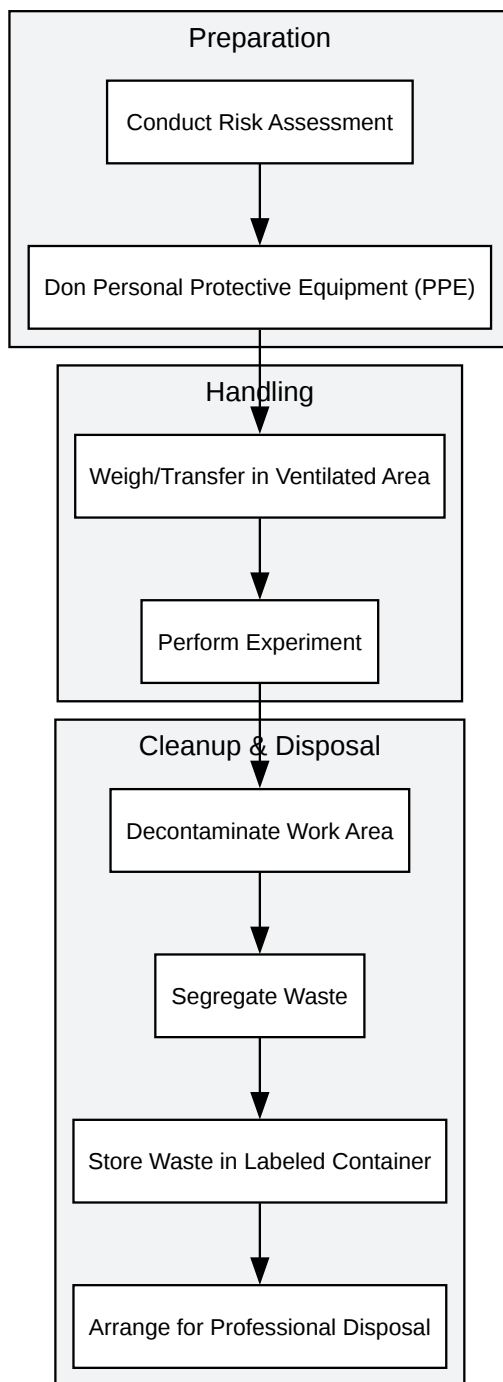 Preparation
Conduct Risk Assessment
Don Personal Protective Equipment (PPE)
Handling
Weigh/Transfer in Ventilated Area
Perform Experiment
Cleanup & Disposal
Decontaminate Work Area
Segregate Waste
Store Waste in Labeled Container
Arrange for Professional Disposal